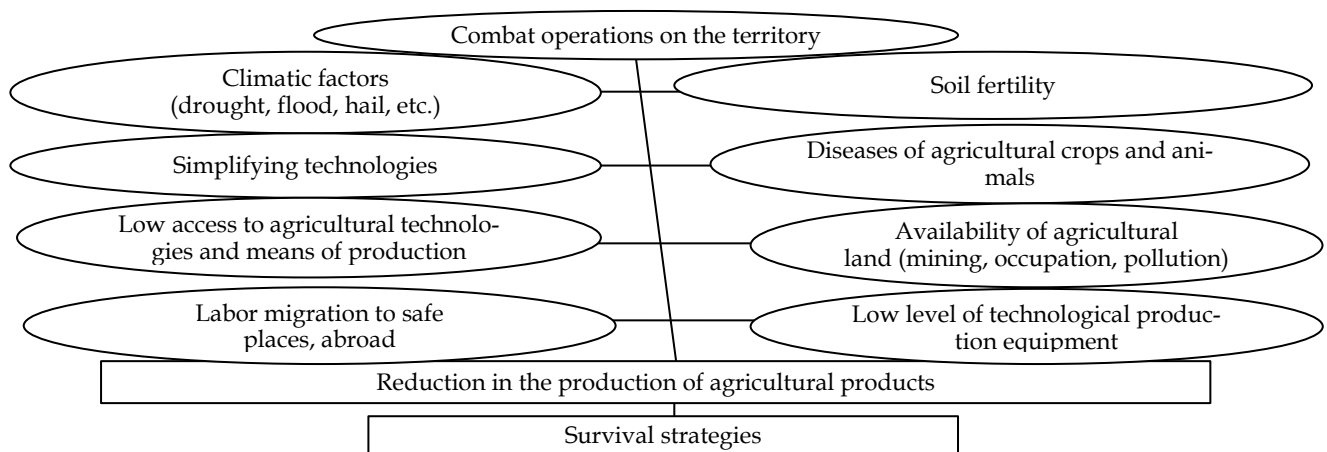 Combat operations on the territory
Climatic factors
(drought, flood, hail, etc.)
Soil fertility
Simplifying technologies
Diseases of agricultural crops and ani-
mals
Low access to agricultural technolo-
gies and means of production
Availability of agricultural
land (mining, occupation, pollution)
Labor migration to safe
places, abroad
Low level of technological produc-
tion equipment
Reduction in the production of agricultural products
Survival strategies